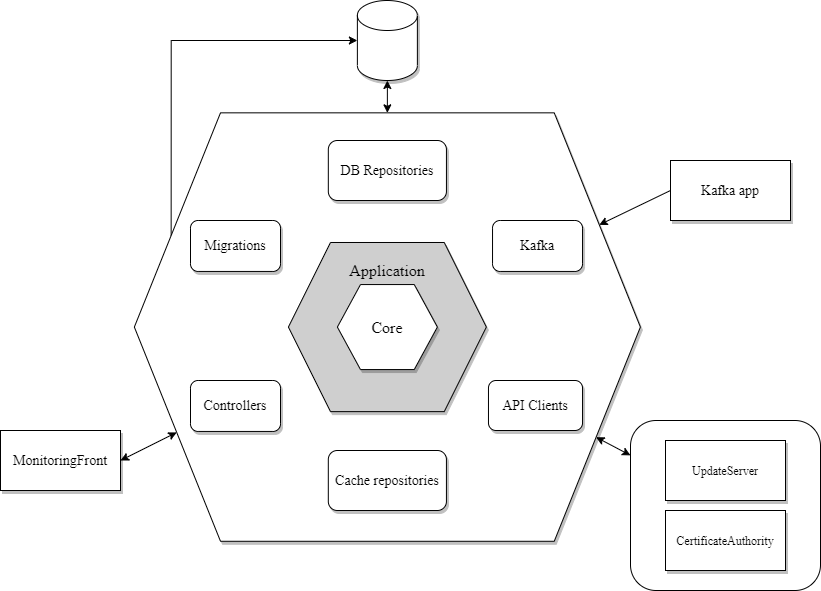 DB Repositories
Kafka app
Migrations
Kafka
Application
Core
Controllers
API Clients
MonitoringFront
Cache repositories
UpdateServer
CertificateAuthority